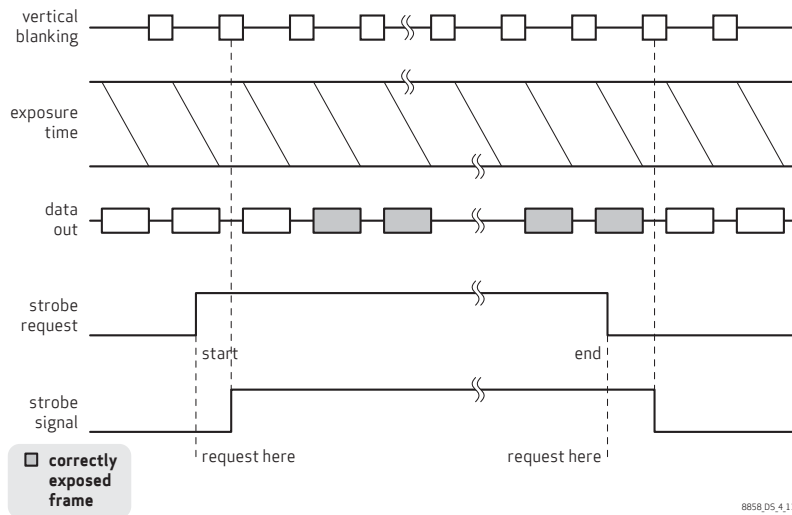 vertical
blanking
exposure
time
data
out
strobe
request
start
end
strobe
signal
request here
request here
correctly
exposed
frame